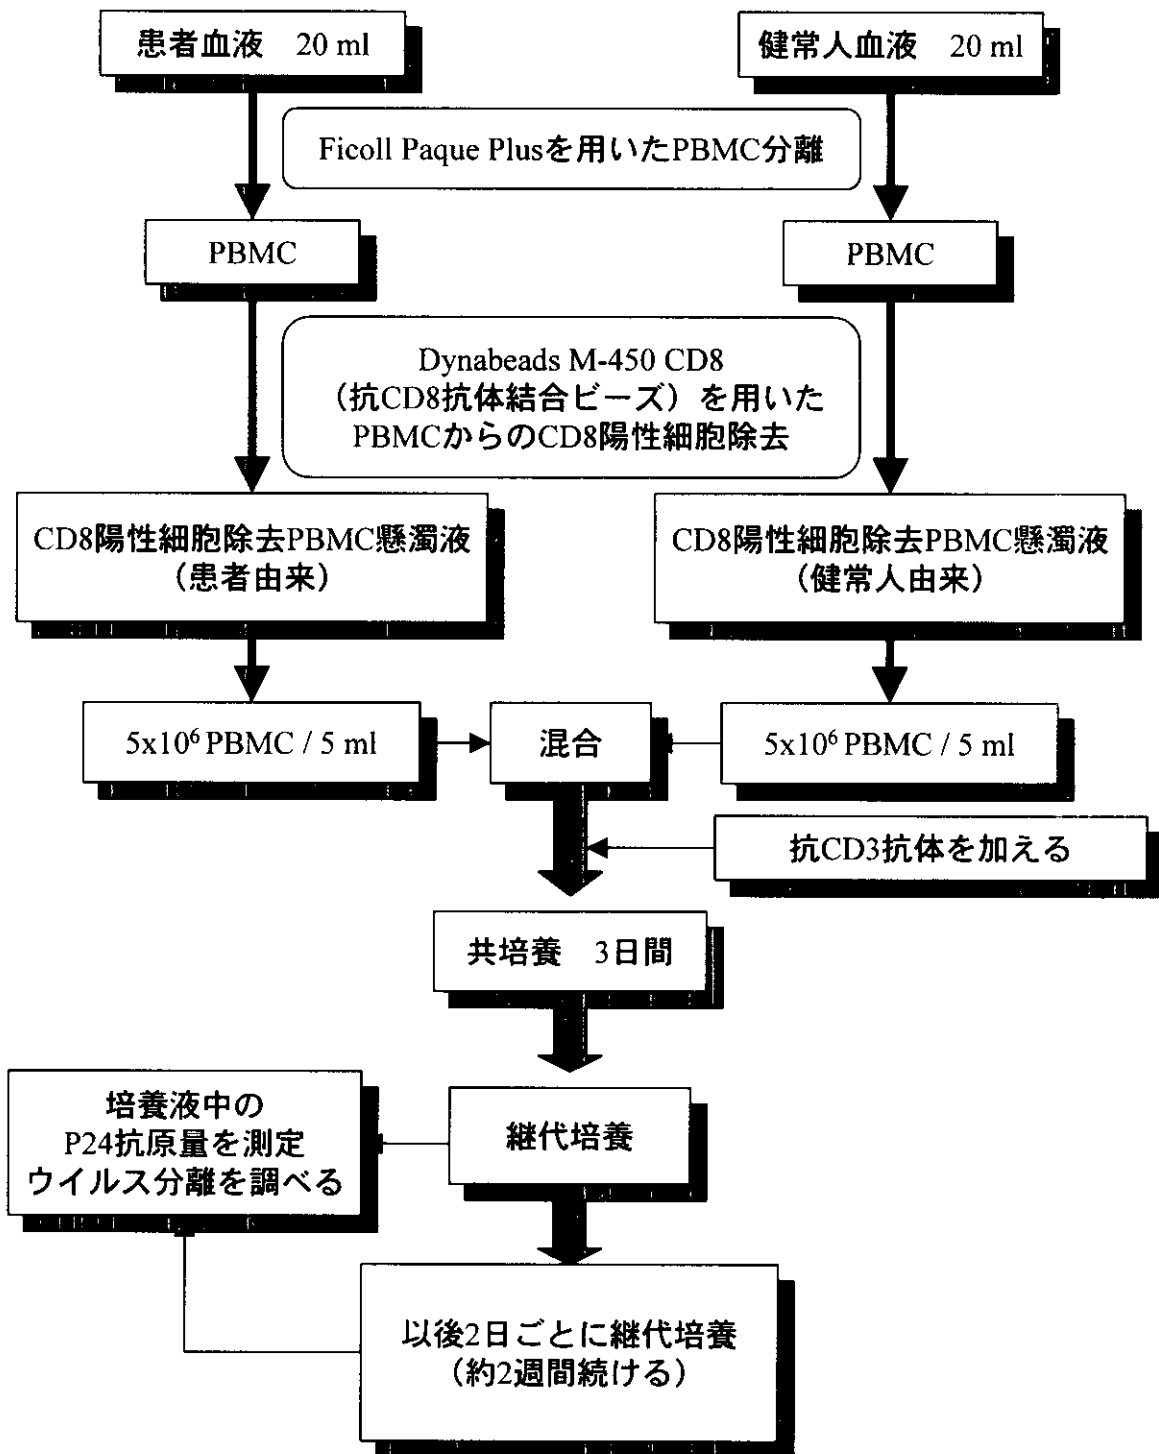 患者血液　20 ml
健常人血液　20 ml
Ficoll Paque Plusを用いたPBMC分離
PBMC
PBMC
Dynabeads M-450 CD8
（抗CD8抗体結合ビーズ）を用いた
PBMCからのCD8陽性細胞除去
CD8陽性細胞除去PBMC懸濁液
（患者由来）
CD8陽性細胞除去PBMC懸濁液
（健常人由来）
5x10⁶ PBMC / 5 ml
混合
5x10⁶ PBMC / 5 ml
抗CD3抗体を加える
共培養　3日間
培養液中の
P24抗原量を測定
ウイルス分離を調べる
継代培養
以後2日ごとに継代培養
（約2週間続ける）